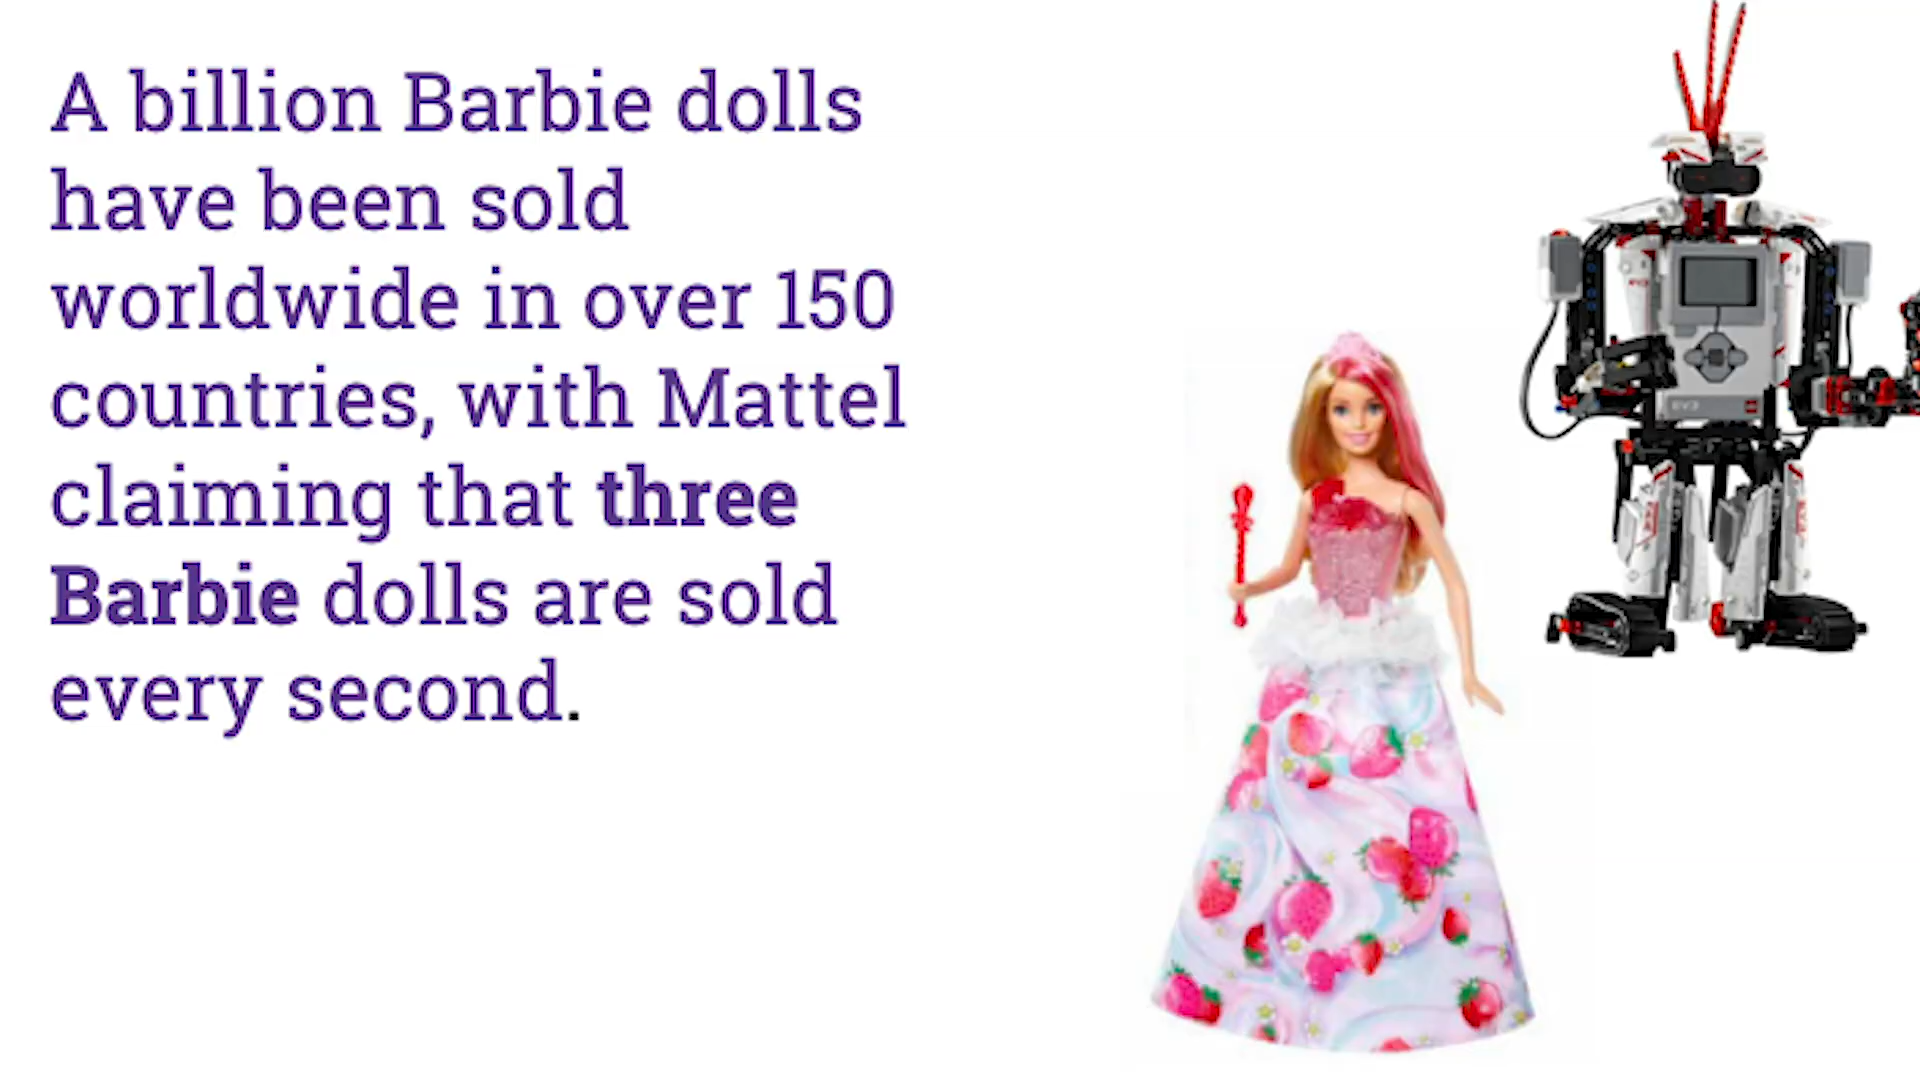 A billion Barbie dolls
have been sold
worldwide in over 150
countries, with Mattel
claiming that three
Barbie dolls are sold
every second.
EV3